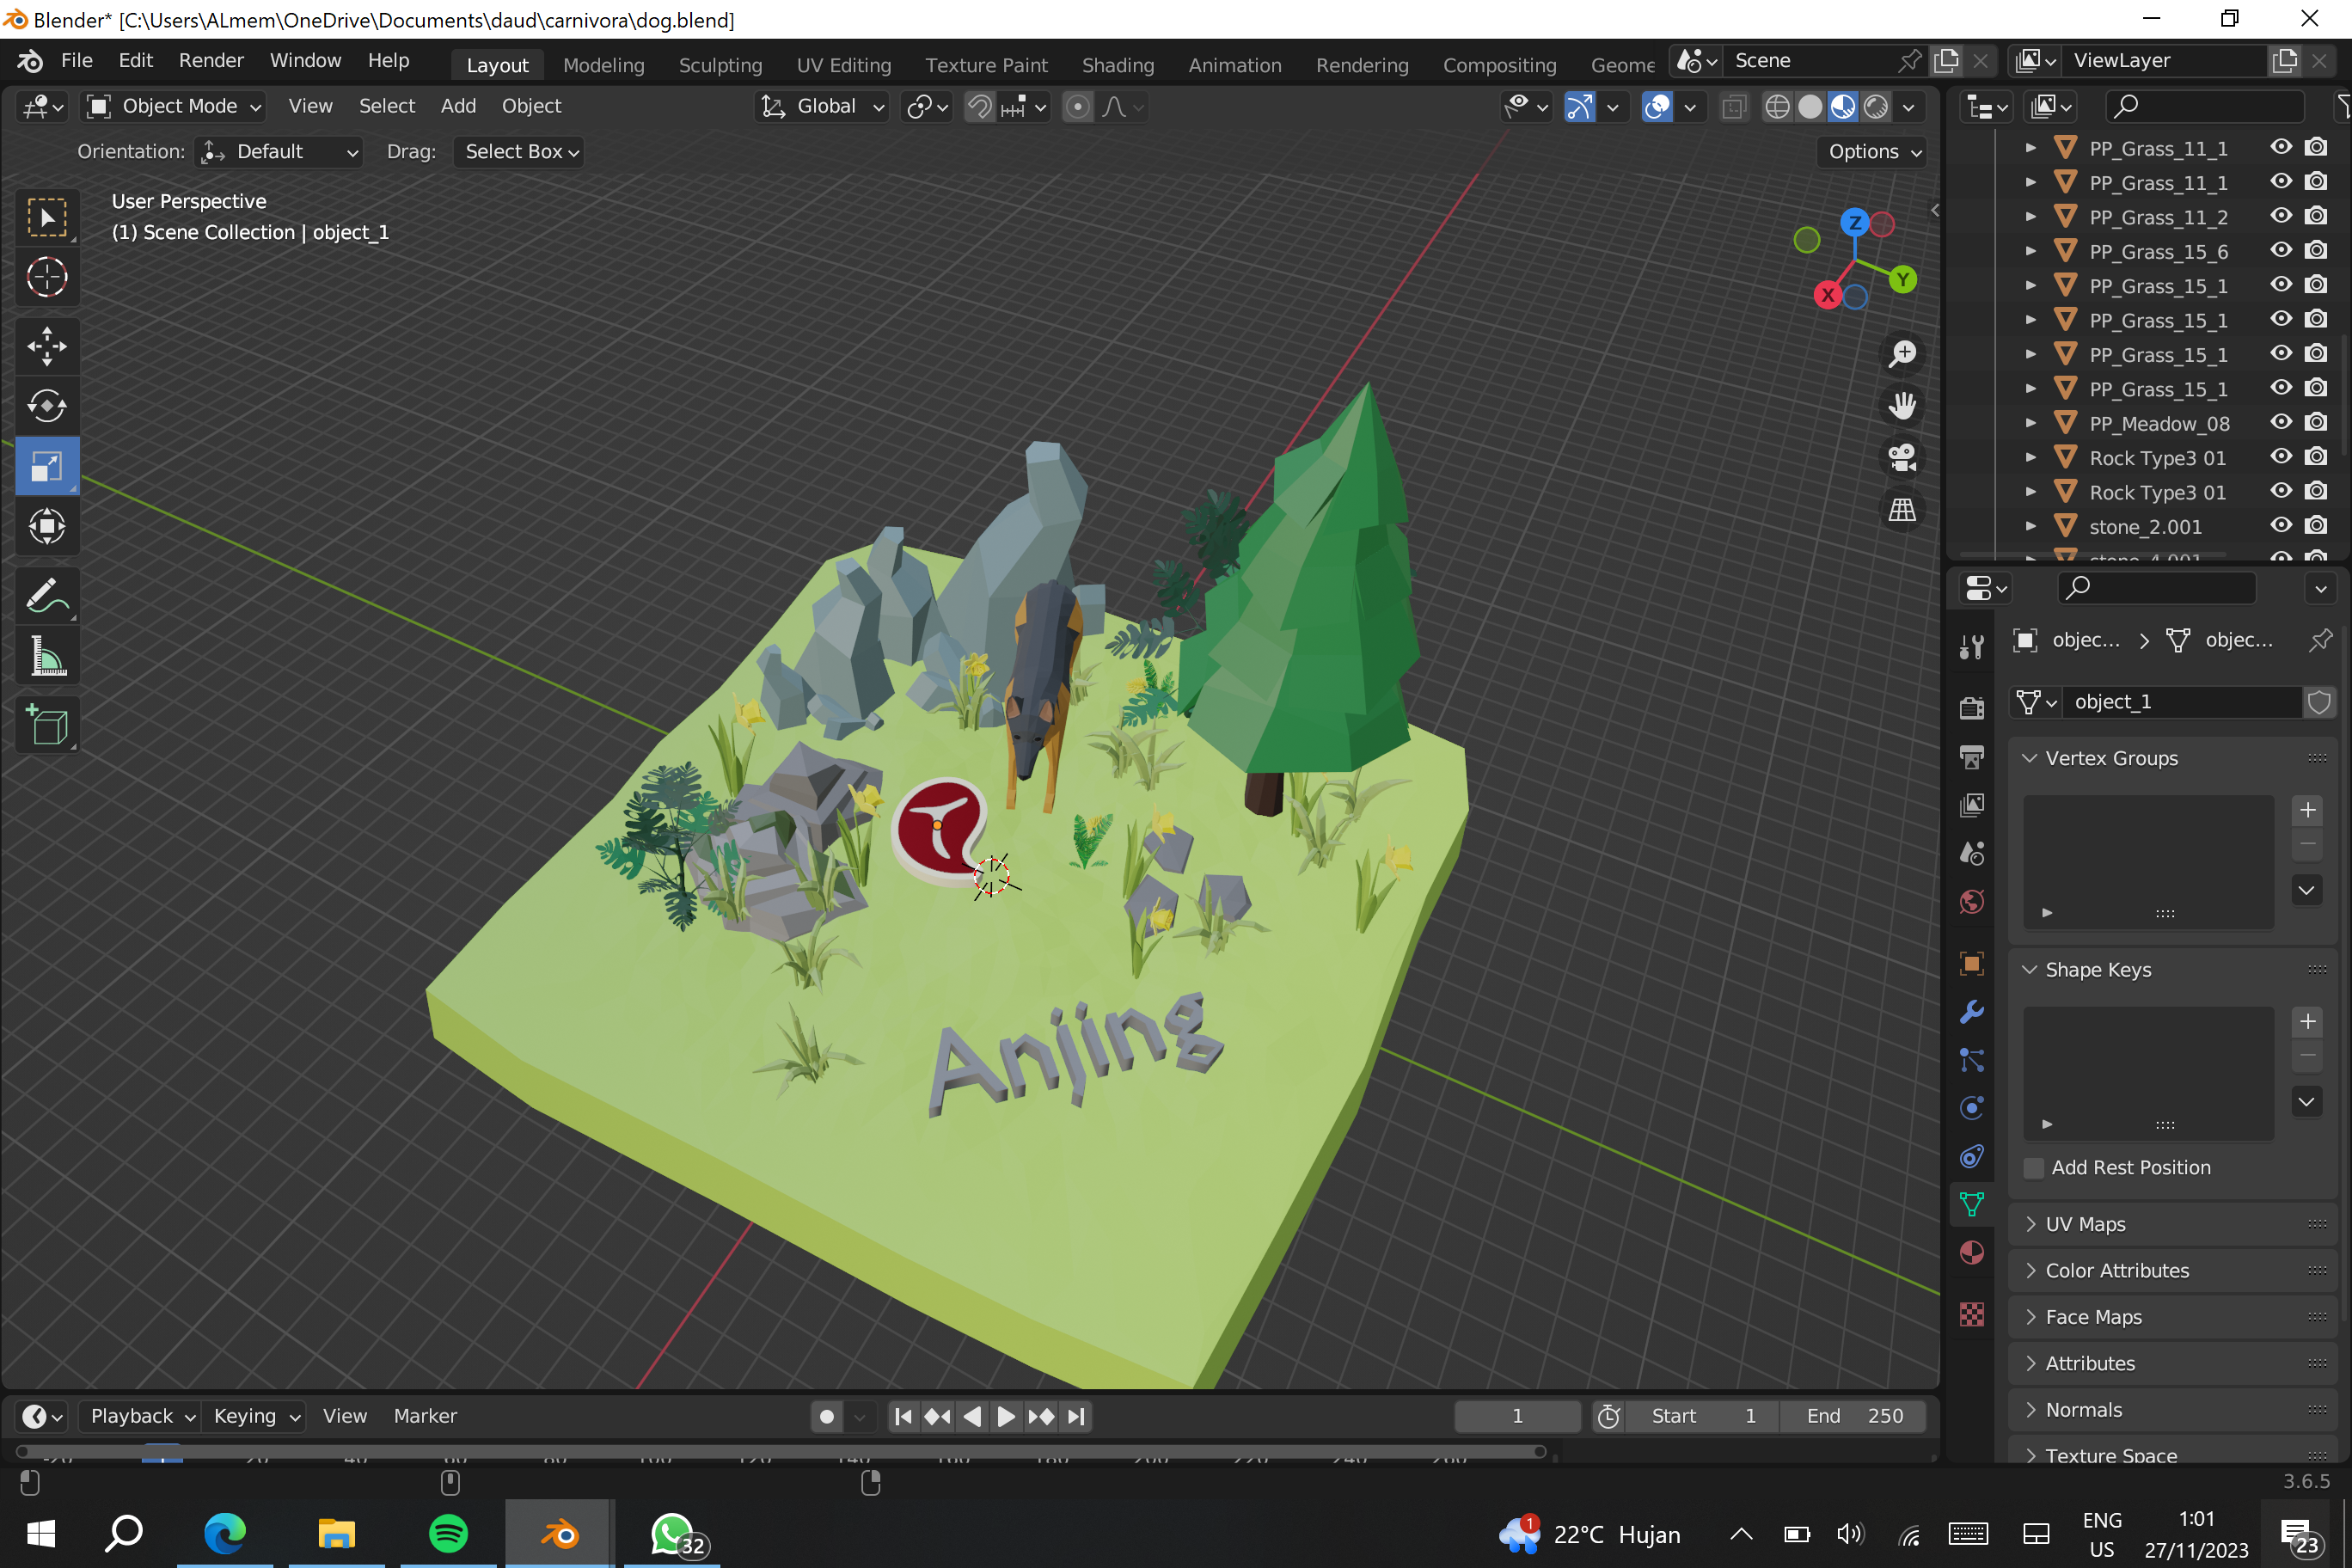 Blender* [C:\Users\ALmem\OneDrive\Documents\daud\carnivora\dog.blend]
File Edit Render Window Help Layout Modeling Sculpting UV Editing Texture Paint Shading Animation Rendering Compositing Geome Scene ViewLayer
Object Mode View Select Add Object Global
Orientation: Default Drag: Select Box Options
User Perspective
(1) Scene Collection | object_1
Z
Y
X
Anjing
PP_Grass_11_1
PP_Grass_11_1
PP_Grass_11_2
PP_Grass_15_6
PP_Grass_15_1
PP_Grass_15_1
PP_Grass_15_1
PP_Grass_15_1
PP_Meadow_08
Rock Type3 01
Rock Type3 01
stone_2.001
stone_4.001
objec... objec...
object_1
Vertex Groups
Shape Keys
Add Rest Position
UV Maps
Color Attributes
Face Maps
Attributes
Normals
Texture Space
Playback Keying View Marker 1 Start 1 End 250
3.6.5
32
1
22°C Hujan
ENG
US
1:01
27/11/2023
23